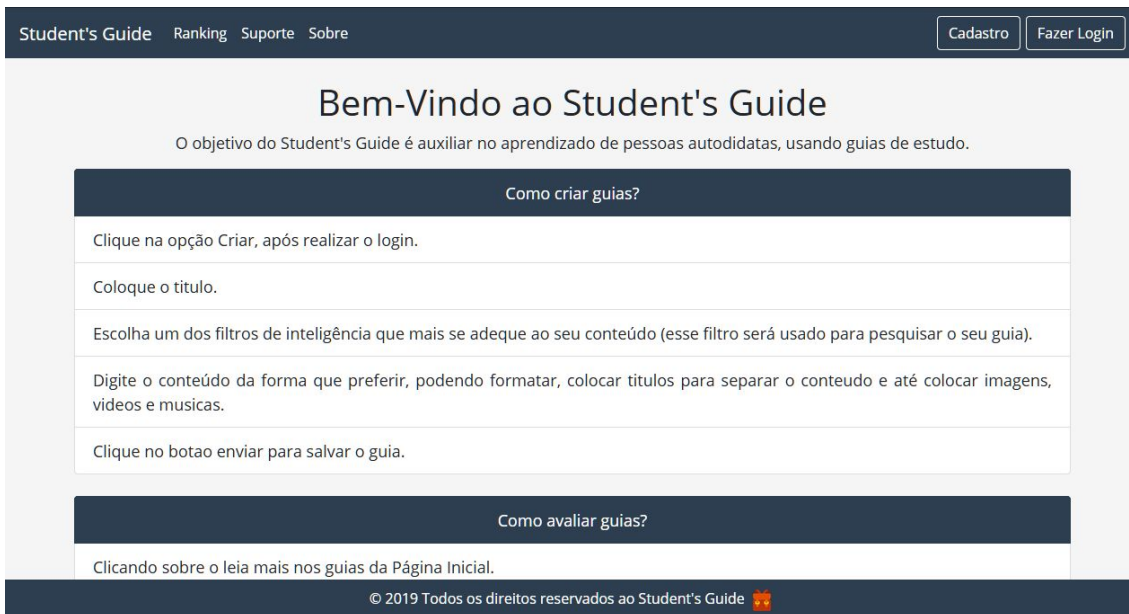 Student's Guide Ranking Suporte Sobre Cadastro Fazer Login
Bem-Vindo ao Student's Guide
O objetivo do Student's Guide é auxiliar no aprendizado de pessoas autodidatas, usando guias de estudo.
Como criar guias?
Clique na opção Criar, após realizar o login.
Coloque o titulo.
Escolha um dos filtros de inteligência que mais se adeque ao seu conteúdo (esse filtro será usado para pesquisar o seu guia).
Digite o conteúdo da forma que preferir, podendo formatar, colocar titulos para separar o conteudo e até colocar imagens,
videos e musicas.
Clique no botao enviar para salvar o guia.
Como avaliar guias?
Clicando sobre o leia mais nos guias da Página Inicial.
© 2019 Todos os direitos reservados ao Student's Guide